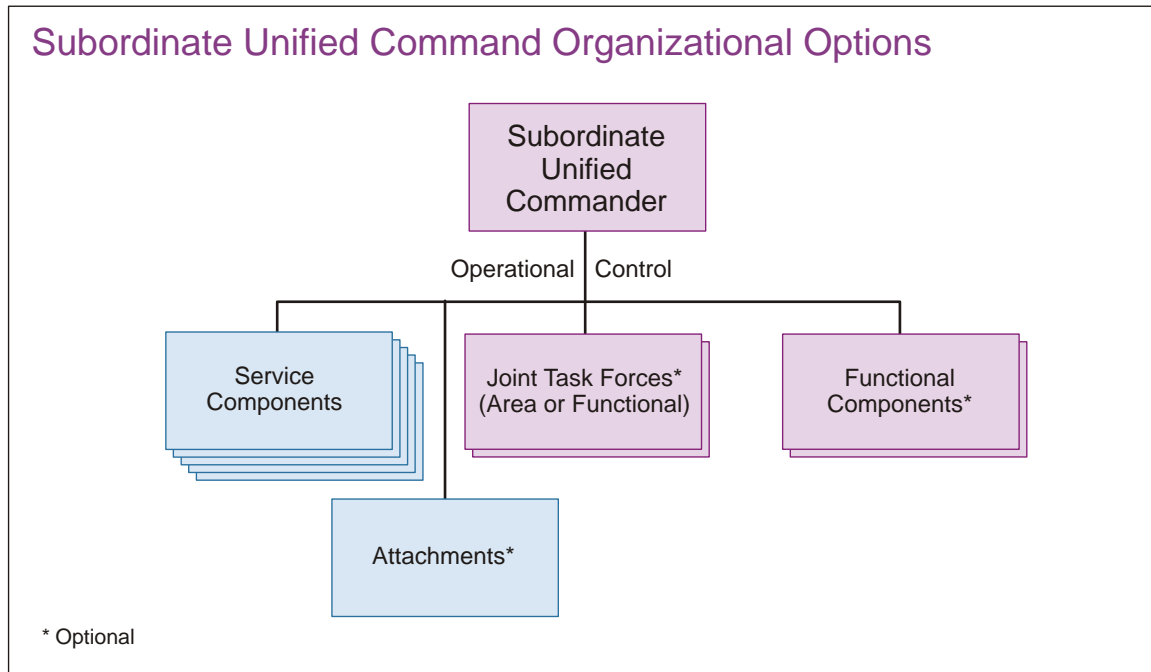 Subordinate Unified Command Organizational Options
Subordinate
Unified
Commander
Operational Control
Service
Components
Joint Task Forces*
(Area or Functional)
Functional
Components*
Attachments*
* Optional